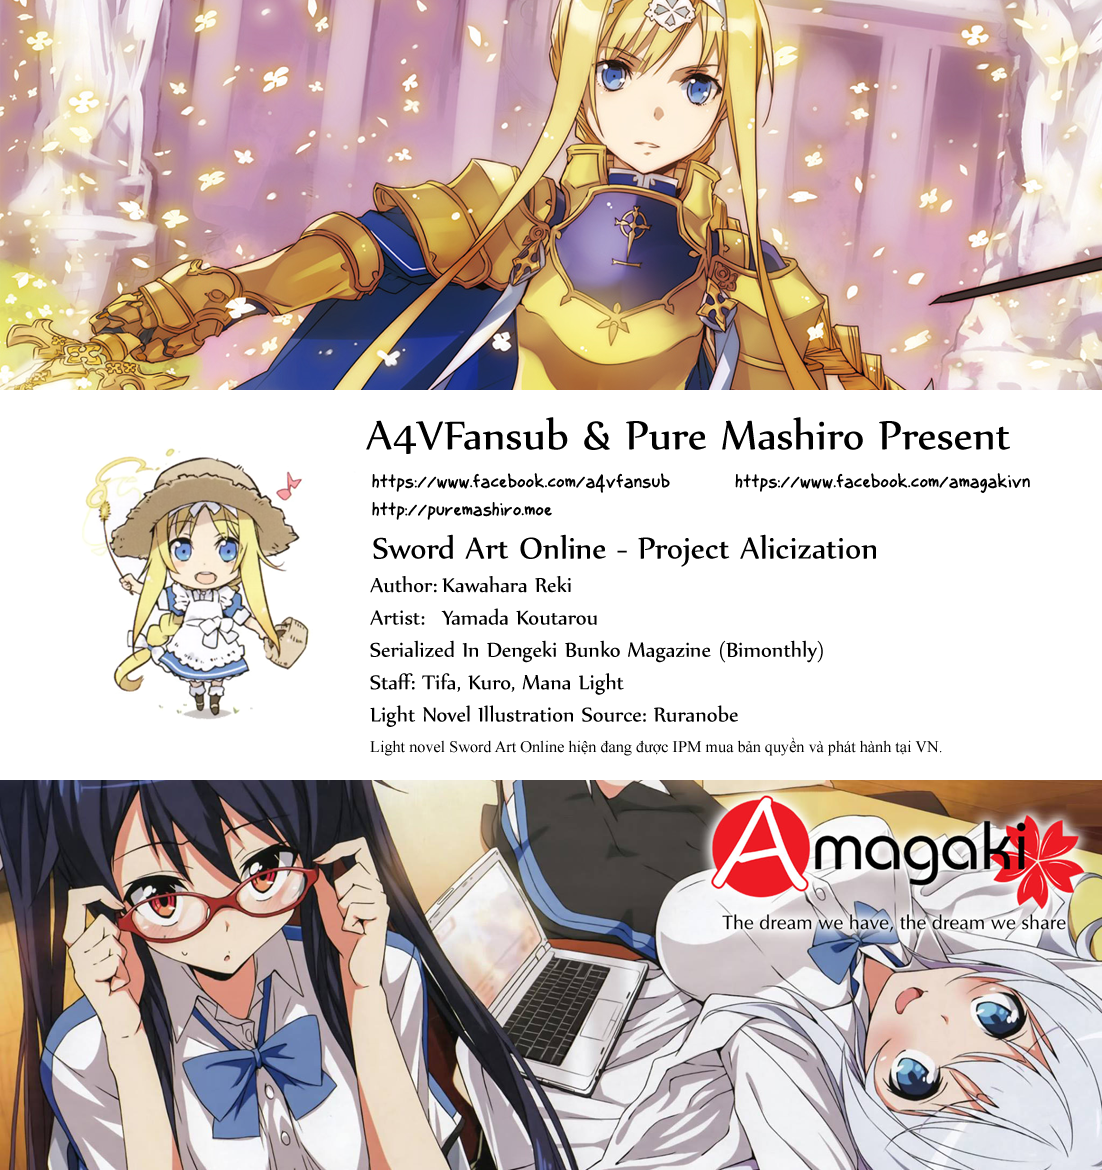 A4VFansub & Pure Mashiro Present
https://www.facebook.com/a4vfansub https://www.facebook.com/amagakivn
http://puremashiro.moe
Sword Art Online - Project Alicization
Author: Kawahara Reki
Artist: Yamada Koutarou
Serialized In Dengeki Bunko Magazine (Bimonthly)
Staff: Tifa, Kuro, Mana Light
Light Novel Illustration Source: Ruranobe
Light novel Sword Art Online hiện đang được IPM mua bản quyền và phát hành tại VN.
Amagaki
The dream we have, the dream we share